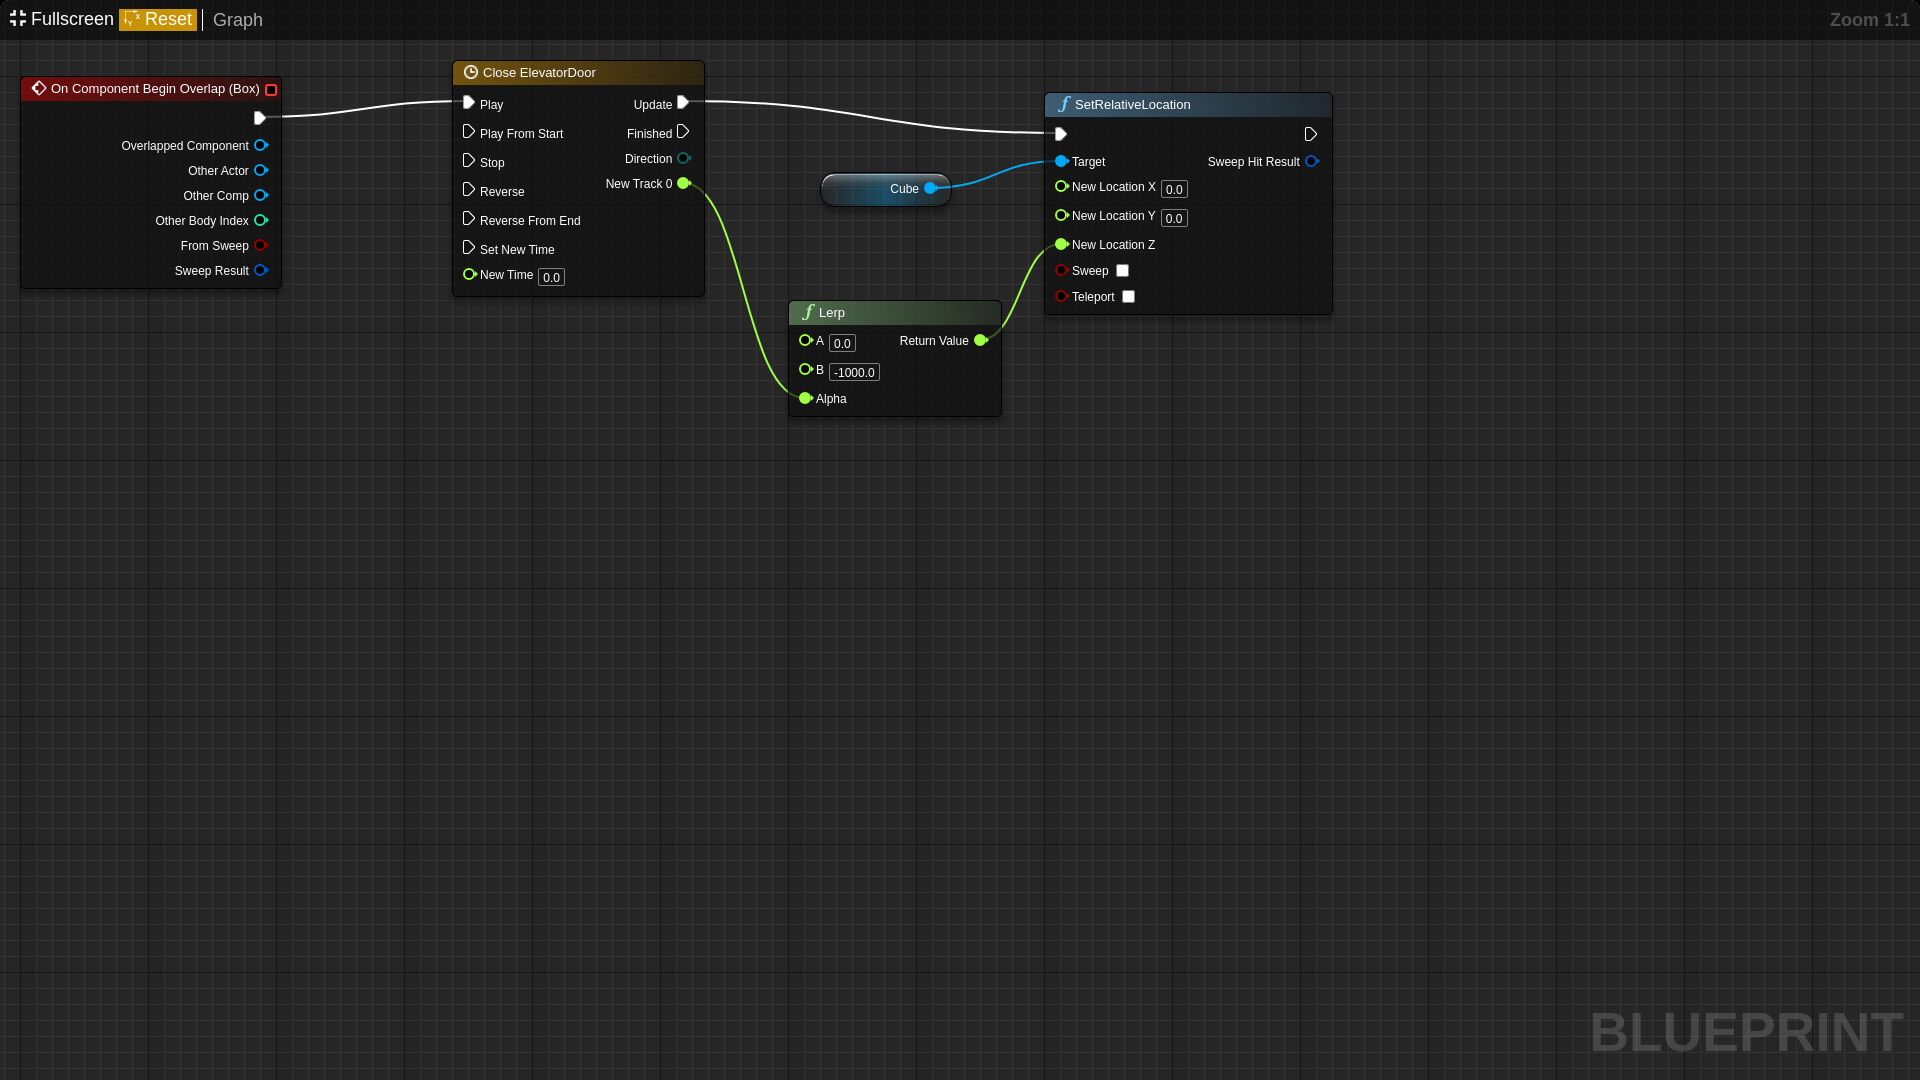 Fullscreen Reset Graph Zoom 1:1
On Component Begin Overlap (Box)
Overlapped Component
Other Actor
Other Comp
Other Body Index
From Sweep
Sweep Result
Close ElevatorDoor
Play Update
Play From Start Finished
Stop Direction
Reverse New Track 0
Reverse From End
Set New Time
New Time 0.0
Cube
Lerp
A 0.0 Return Value
B -1000.0
Alpha
SetRelativeLocation
Target Sweep Hit Result
New Location X 0.0
New Location Y 0.0
New Location Z
Sweep
Teleport
BLUEPRINT